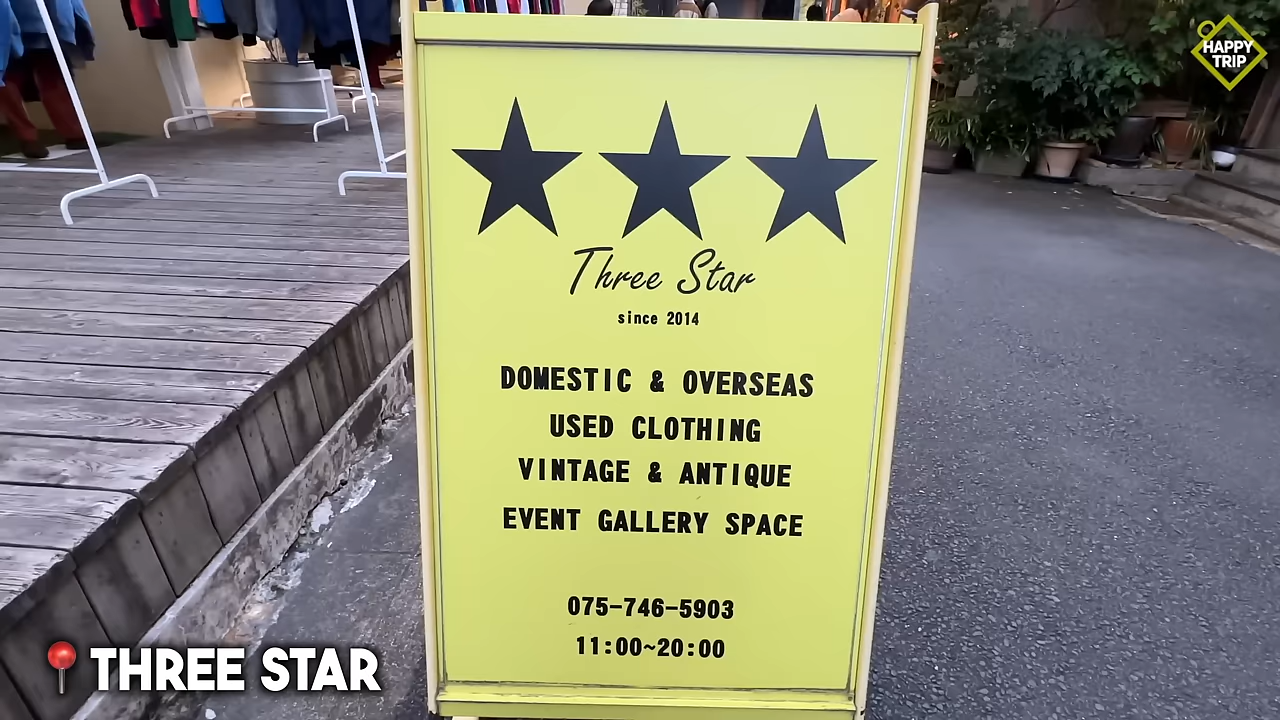 HAPPY
TRIP
Three Star
since 2014
DOMESTIC & OVERSEAS
USED CLOTHING
VINTAGE & ANTIQUE
EVENT GALLERY SPACE
075-746-5903
11:00~20:00
THREE STAR